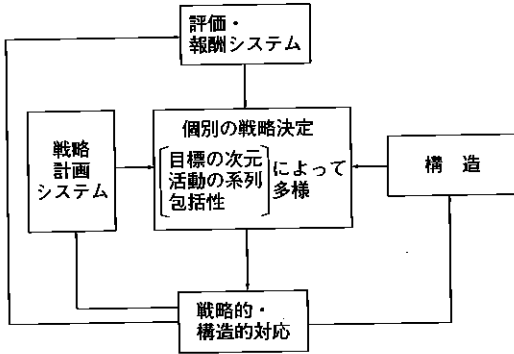 評価・
報酬システム
戦略
計画
システム
個別の戦略決定
目標の次元
活動の系列
包括性
によって
多様
構 造
戦略的・
構造的対応